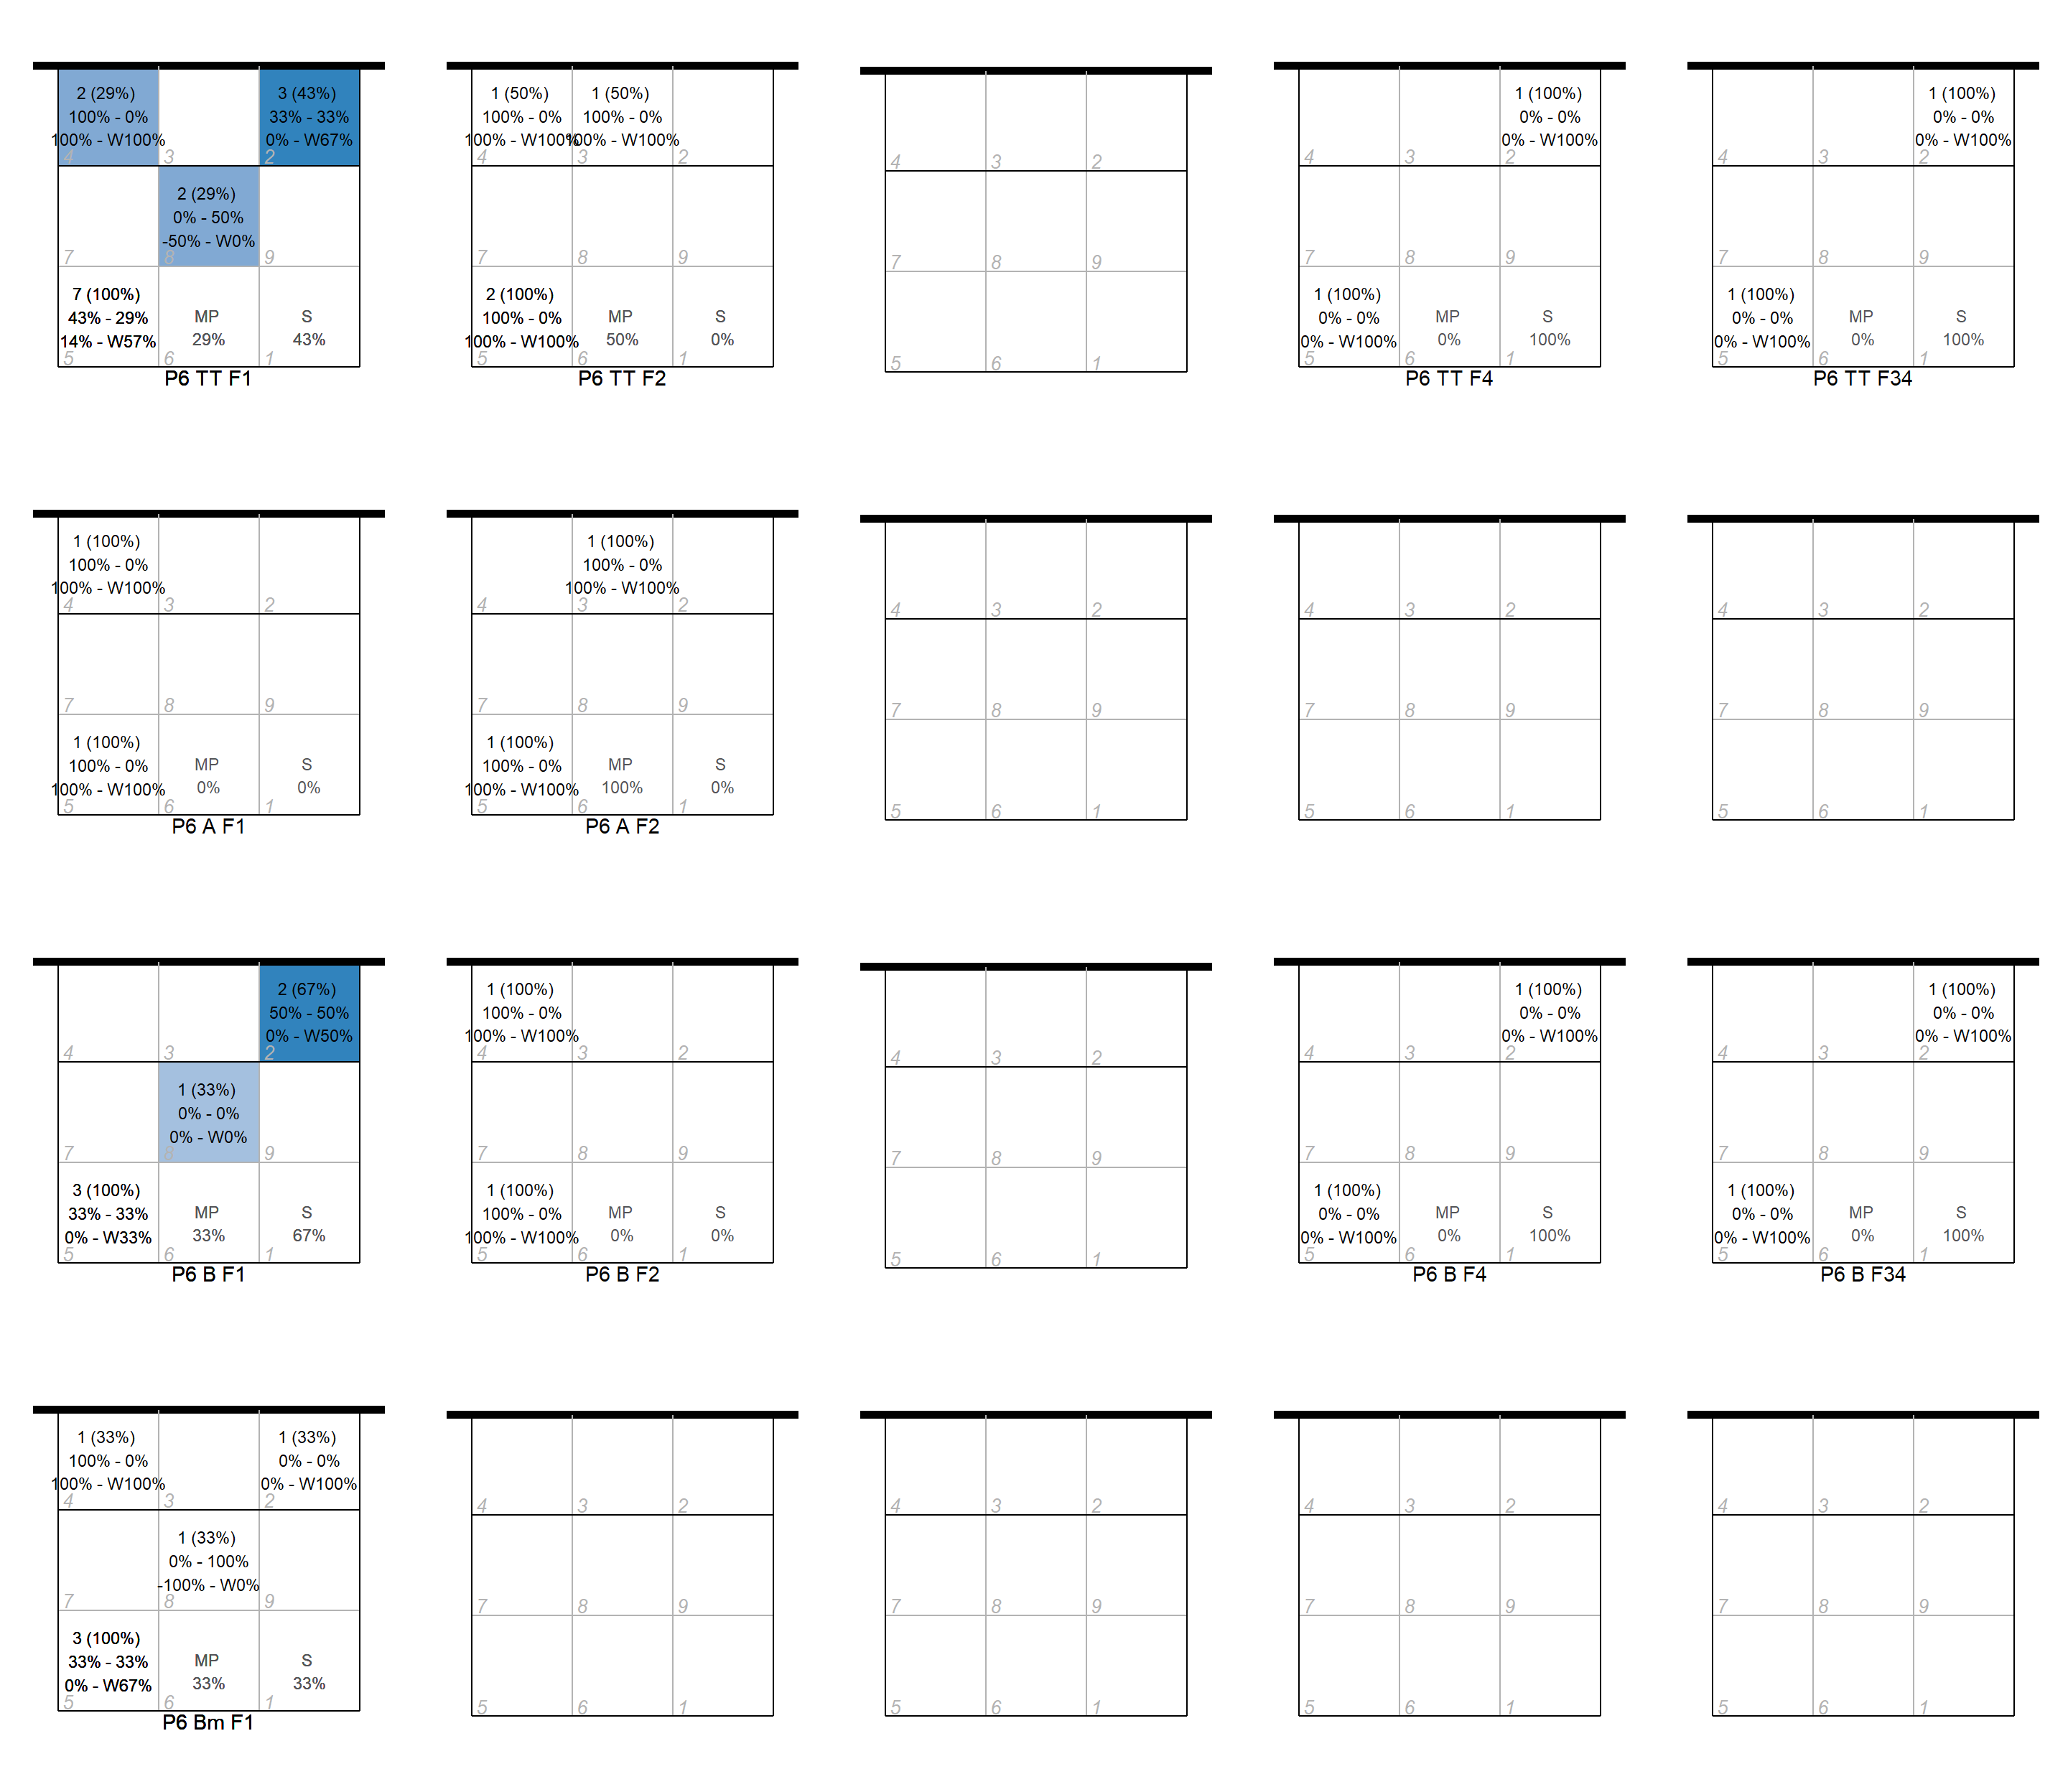 2 (29%)
100% - 0%
100% - W100%
3 (43%)
33% - 33%
0% - W67%
4 3 2
2 (29%)
0% - 50%
-50% - W0%
7 8 9
7 (100%)
43% - 29%
14% - W57%
MP
29%
S
43%
5 6 1
P6 TT F1
1 (50%)
100% - 0%
100% - W100%
1 (50%)
100% - 0%
100% - W100%
4 3 2
7 8 9
2 (100%)
100% - 0%
100% - W100%
MP
50%
S
0%
5 6 1
P6 TT F2
4 3 2
7 8 9
5 6 1
1 (100%)
0% - 0%
0% - W100%
4 3 2
7 8 9
1 (100%)
0% - 0%
0% - W100%
MP
0%
S
100%
5 6 1
P6 TT F4
1 (100%)
0% - 0%
0% - W100%
4 3 2
7 8 9
1 (100%)
0% - 0%
0% - W100%
MP
0%
S
100%
5 6 1
P6 TT F34
1 (100%)
100% - 0%
100% - W100%
4 3 2
7 8 9
1 (100%)
100% - 0%
100% - W100%
MP
0%
S
0%
5 6 1
P6 A F1
1 (100%)
100% - 0%
100% - W100%
4 3 2
7 8 9
1 (100%)
100% - 0%
100% - W100%
MP
100%
S
0%
5 6 1
P6 A F2
4 3 2
7 8 9
5 6 1
4 3 2
7 8 9
5 6 1
4 3 2
7 8 9
5 6 1
2 (67%)
50% - 50%
0% - W50%
4 3 2
1 (33%)
0% - 0%
0% - W0%
7 8 9
3 (100%)
33% - 33%
0% - W33%
MP
33%
S
67%
5 6 1
P6 B F1
1 (100%)
100% - 0%
100% - W100%
4 3 2
7 8 9
1 (100%)
100% - 0%
100% - W100%
MP
0%
S
0%
5 6 1
P6 B F2
4 3 2
7 8 9
5 6 1
1 (100%)
0% - 0%
0% - W100%
4 3 2
7 8 9
1 (100%)
0% - 0%
0% - W100%
MP
0%
S
100%
5 6 1
P6 B F4
1 (100%)
0% - 0%
0% - W100%
4 3 2
7 8 9
1 (100%)
0% - 0%
0% - W100%
MP
0%
S
100%
5 6 1
P6 B F34
1 (33%)
100% - 0%
100% - W100%
1 (33%)
0% - 0%
0% - W100%
4 3 2
1 (33%)
0% - 100%
-100% - W0%
7 8 9
3 (100%)
33% - 33%
0% - W67%
MP
33%
S
33%
5 6 1
P6 Bm F1
4 3 2
7 8 9
5 6 1
4 3 2
7 8 9
5 6 1
4 3 2
7 8 9
5 6 1
4 3 2
7 8 9
5 6 1